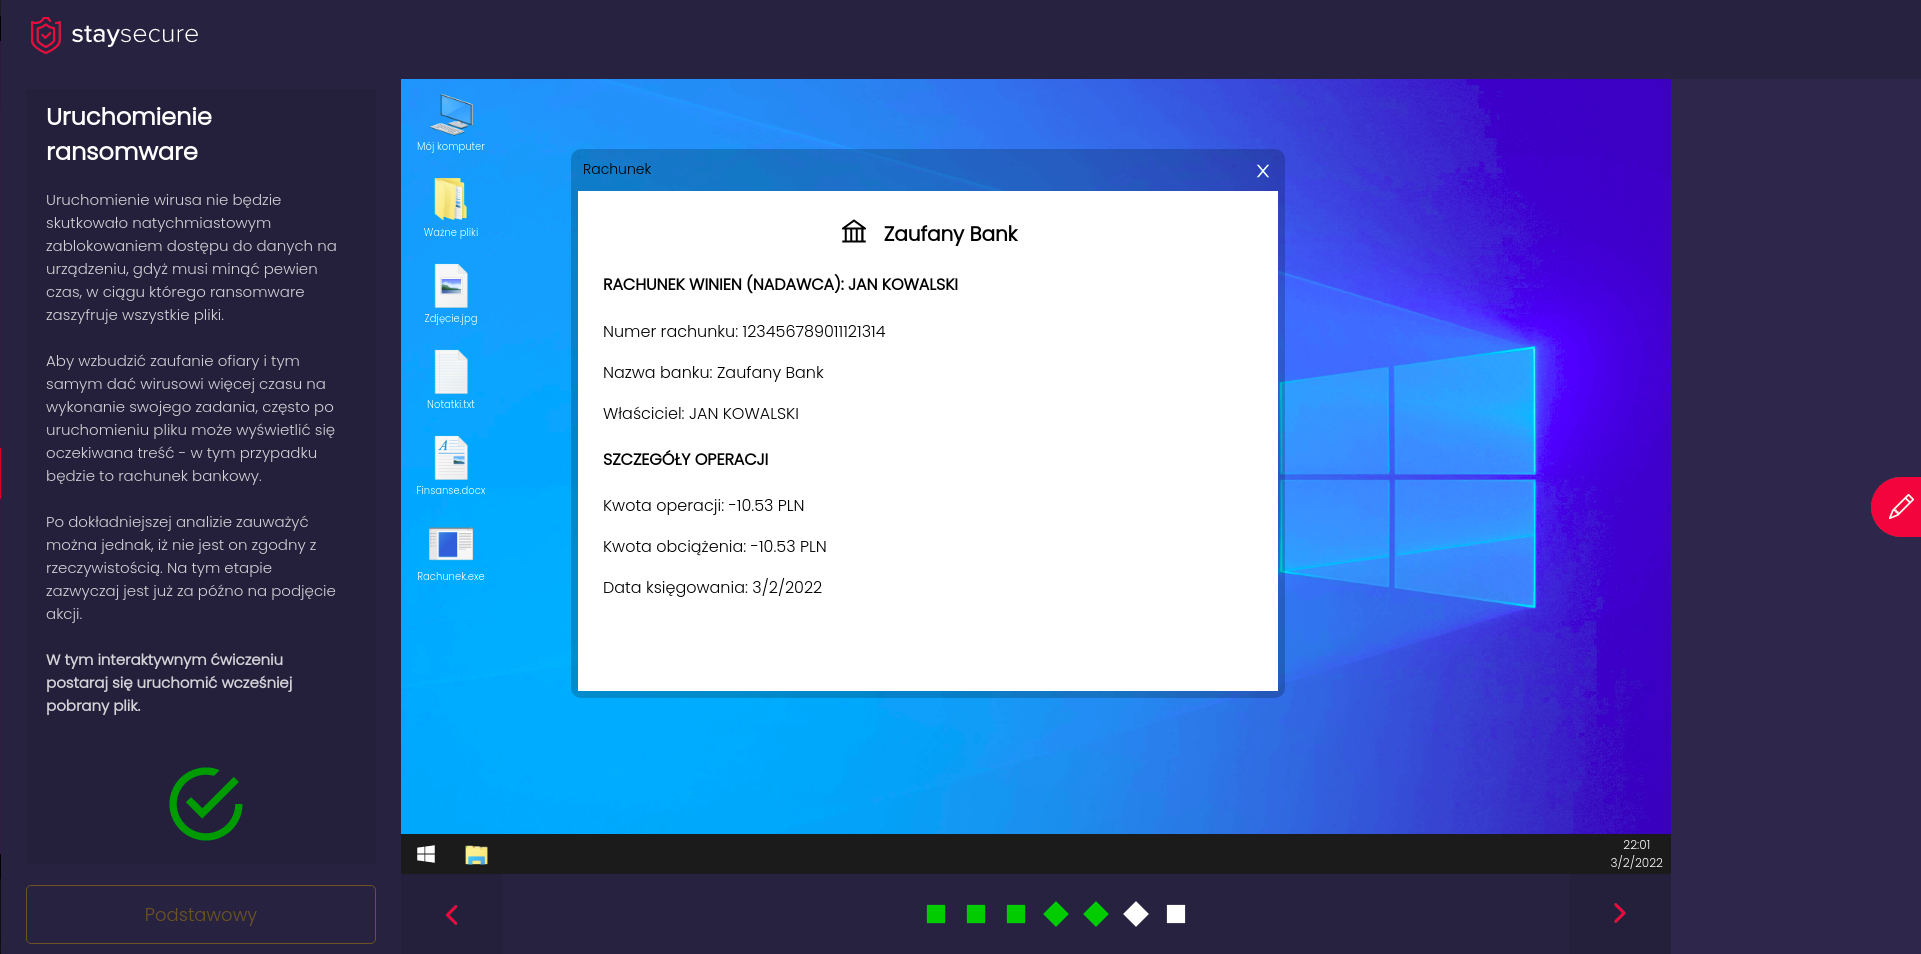 staysecure
Uruchomienie
ransomware
Uruchomienie wirusa nie będzie
skutkowało natychmiastowym
zablokowaniem dostępu do danych na
urządzeniu, gdyż musi minąć pewien
czas, w ciągu którego ransomware
zaszyfruje wszystkie pliki.
Aby wzbudzić zaufanie ofiary i tym
samym dać wirusowi więcej czasu na
wykonanie swojego zadania, często po
uruchomieniu pliku może wyświetlić się
oczekiwana treść - w tym przypadku
będzie to rachunek bankowy.
Po dokładniejszej analizie zauważyć
można jednak, iż nie jest on zgodny z
rzeczywistością. Na tym etapie
zazwyczaj jest już za późno na podjęcie
akcji.
W tym interaktywnym ćwiczeniu
postaraj się uruchomić wcześniej
pobrany plik.
Podstawowy
Mój komputer
Ważne pliki
Zdjęcie.jpg
Notatki.txt
Finsanse.docx
Rachunek.exe
Rachunek
X
Zaufany Bank
RACHUNEK WINIEN (NADAWCA): JAN KOWALSKI
Numer rachunku: 123456789011121314
Nazwa banku: Zaufany Bank
Właściciel: JAN KOWALSKI
SZCZEGÓŁY OPERACJI
Kwota operacji: -10.53 PLN
Kwota obciążenia: -10.53 PLN
Data księgowania: 3/2/2022
22:01
3/2/2022